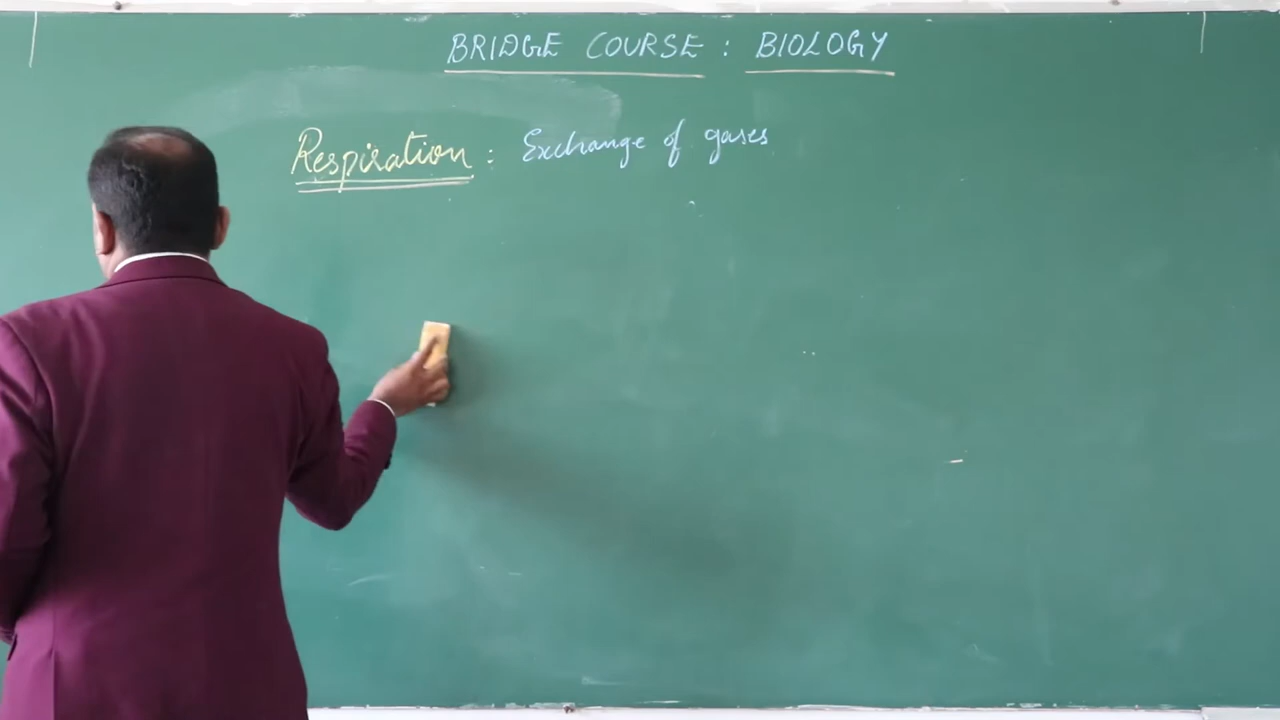 BRIDGE COURSE : BIOLOGY
Respiration : Exchange of gases